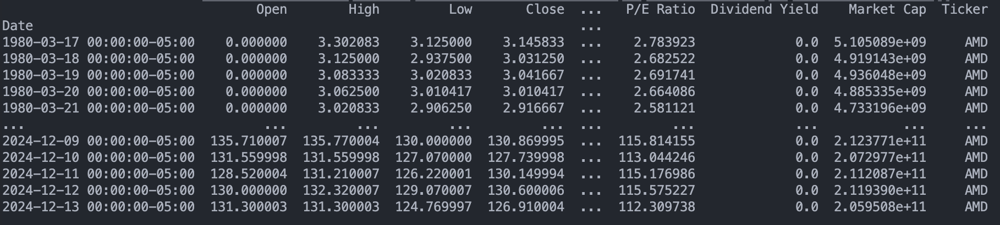 Open High Low Close ... P/E Ratio Dividend Yield Market Cap Ticker
Date ...
1980-03-17 00:00:00-05:00 0.000000 3.302083 3.125000 3.145833 ... 2.783923 0.0 5.105089e+09 AMD
1980-03-18 00:00:00-05:00 0.000000 3.125000 2.937500 3.031250 ... 2.682522 0.0 4.919143e+09 AMD
1980-03-19 00:00:00-05:00 0.000000 3.083333 3.020833 3.041667 ... 2.691741 0.0 4.936048e+09 AMD
1980-03-20 00:00:00-05:00 0.000000 3.062500 3.010417 3.010417 ... 2.664086 0.0 4.885335e+09 AMD
1980-03-21 00:00:00-05:00 0.000000 3.020833 2.906250 2.916667 ... 2.581121 0.0 4.733196e+09 AMD
... ... ... ... ... ... ... ... ... ...
2024-12-09 00:00:00-05:00 135.710007 135.770004 130.000000 130.869995 ... 115.814155 0.0 2.123771e+11 AMD
2024-12-10 00:00:00-05:00 131.559998 131.559998 127.070000 127.739998 ... 113.044246 0.0 2.072977e+11 AMD
2024-12-11 00:00:00-05:00 128.520004 131.210007 126.220001 130.149994 ... 115.176986 0.0 2.112087e+11 AMD
2024-12-12 00:00:00-05:00 130.000000 132.320007 129.070007 130.600006 ... 115.575227 0.0 2.119390e+11 AMD
2024-12-13 00:00:00-05:00 131.300003 131.300003 124.769997 126.910004 ... 112.309738 0.0 2.059508e+11 AMD